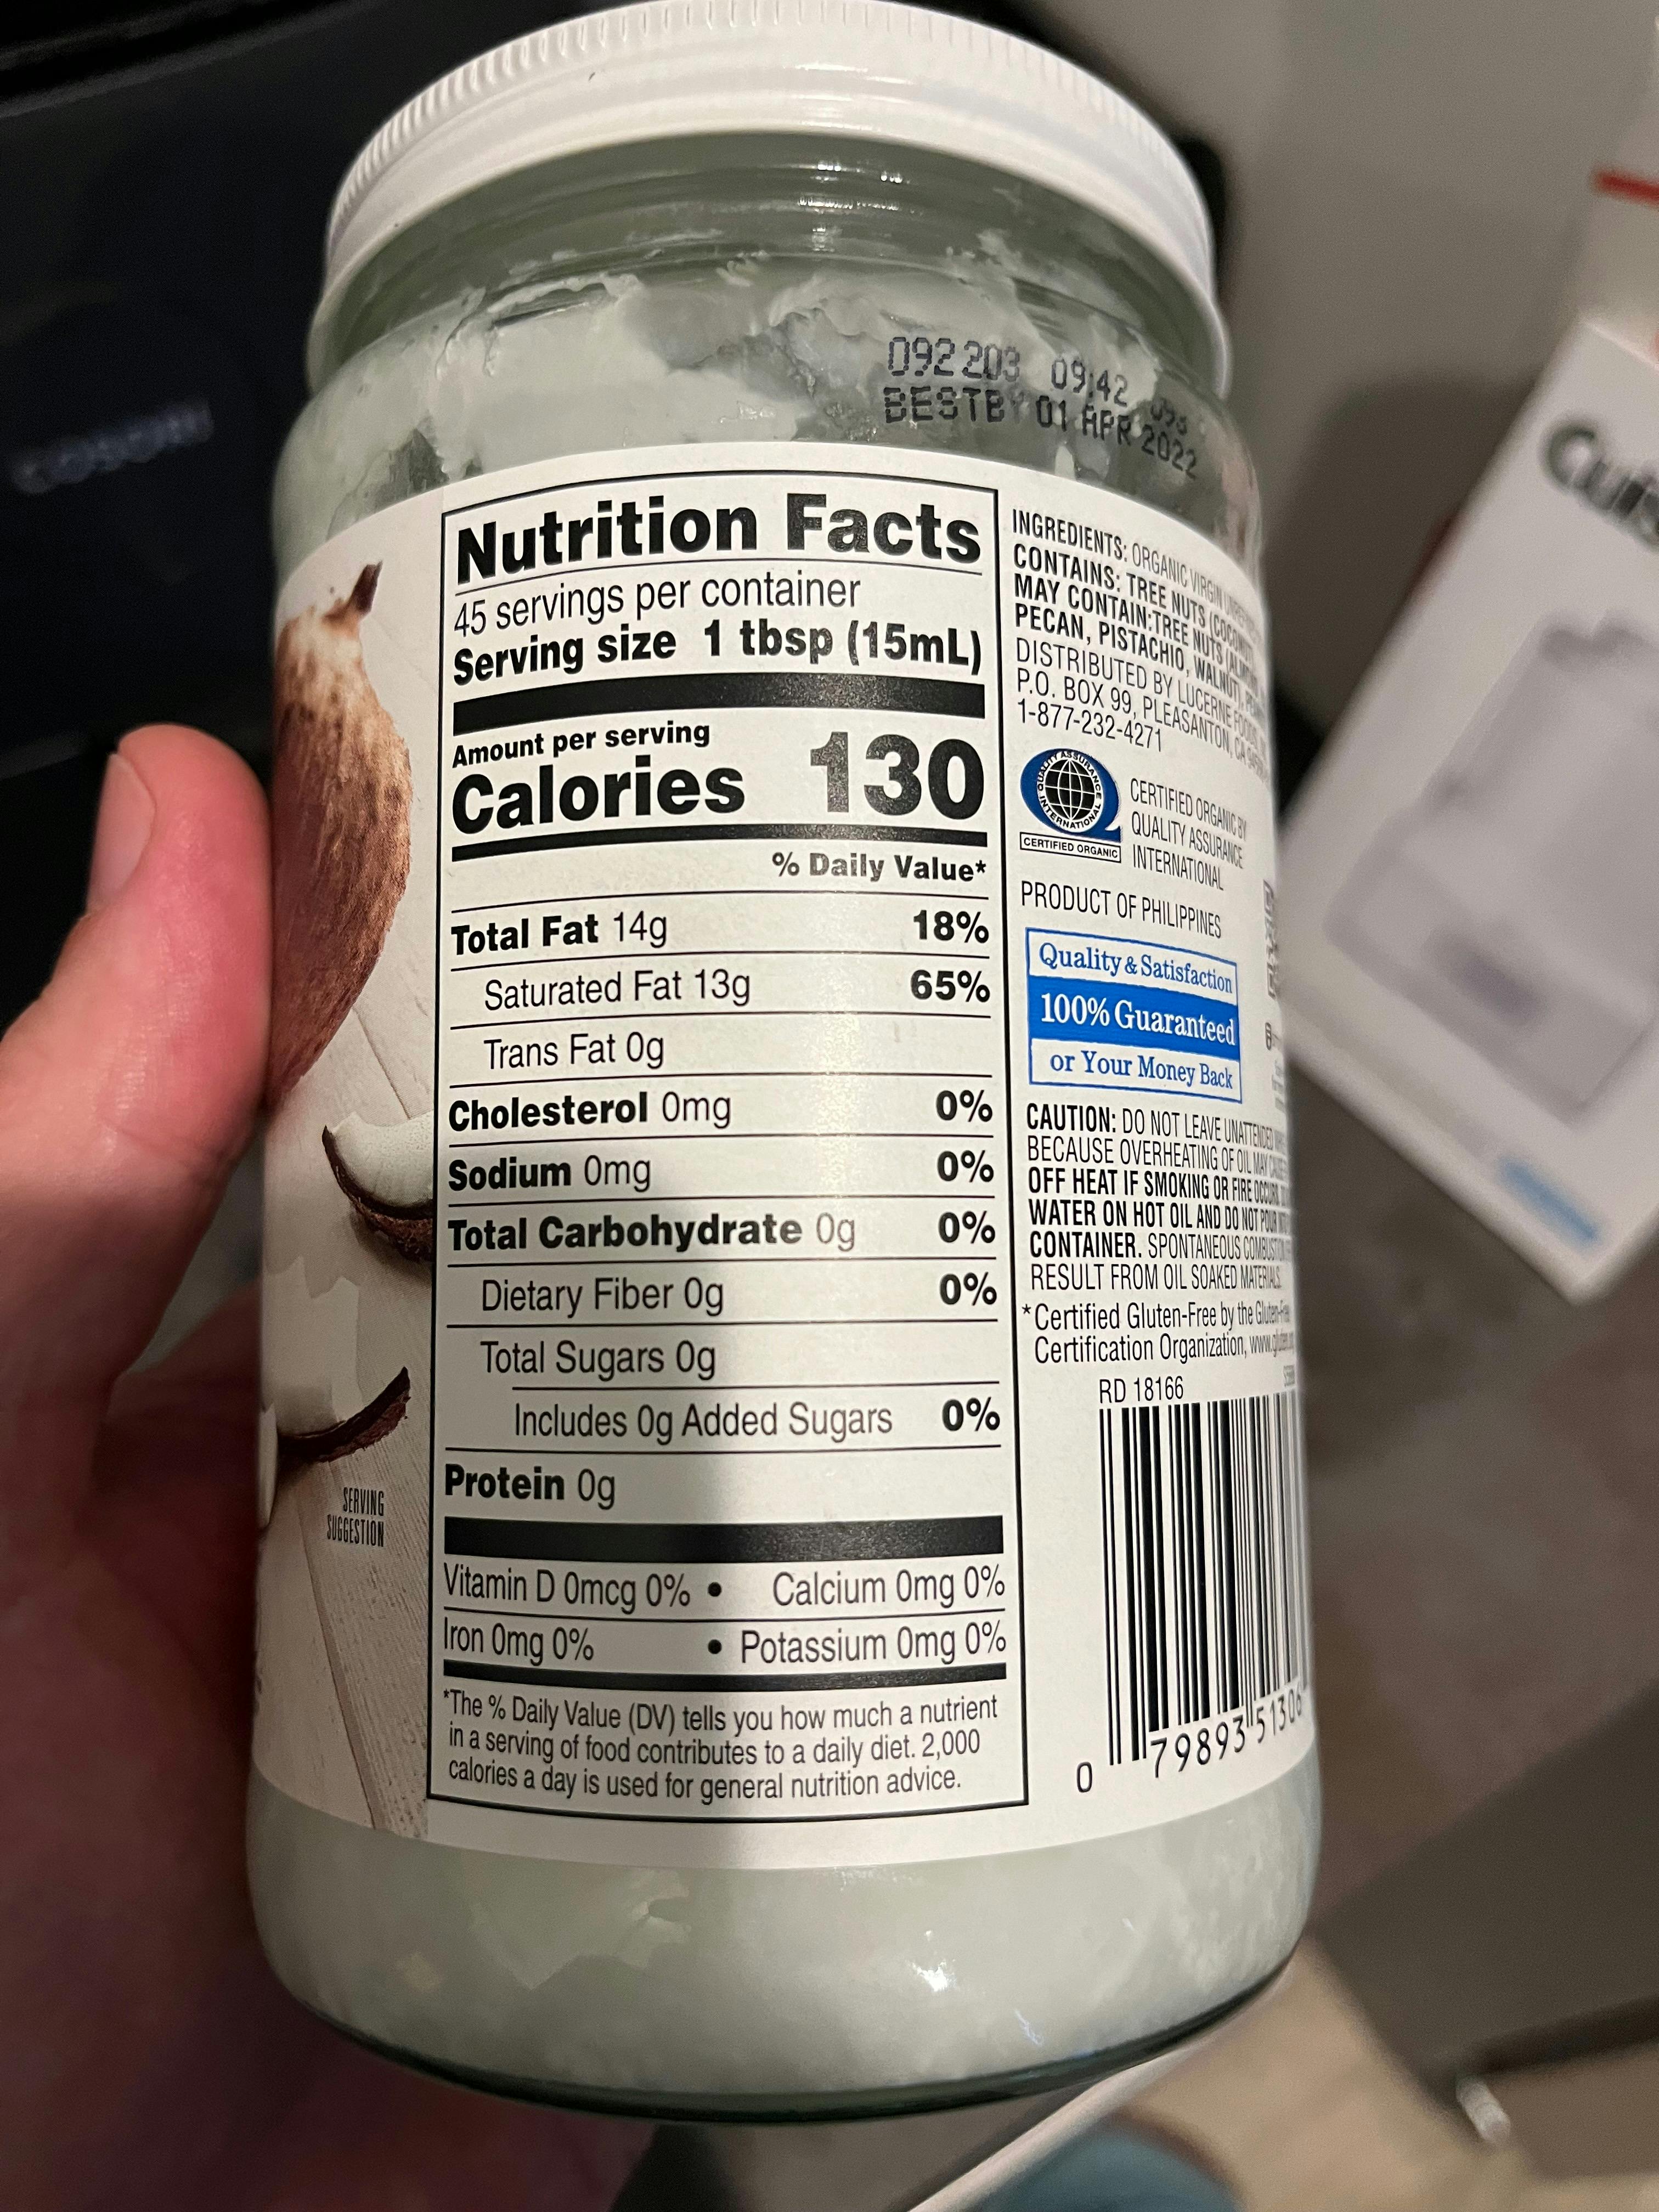 092 203 09:42
BESTBY 01 APR 2022
Nutrition Facts
45 servings per container
Serving size 1 tbsp (15mL)
Amount per serving
Calories 130
% Daily Value*
Total Fat 14g 18%
Saturated Fat 13g 65%
Trans Fat 0g
Cholesterol 0mg 0%
Sodium 0mg 0%
Total Carbohydrate 0g 0%
Dietary Fiber 0g 0%
Total Sugars 0g
Includes 0g Added Sugars 0%
Protein 0g
Vitamin D 0mcg 0% • Calcium 0mg 0%
Iron 0mg 0% • Potassium 0mg 0%
*The % Daily Value (DV) tells you how much a nutrient
in a serving of food contributes to a daily diet. 2,000
calories a day is used for general nutrition advice.
SERVING
SUGGESTION
INGREDIENTS: ORGANIC VIRGIN
CONTAINS: TREE NUTS (COCONUT)
MAY CONTAIN:TREE NUTS
PECAN, PISTACHIO, WALNUT),
DISTRIBUTED BY LUCERNE FOODS,
P.O. BOX 99, PLEASANTON, CA
1-877-232-4271
QUALITY ASSURANCE
INTERNATIONAL
CERTIFIED ORGANIC
CERTIFIED ORGANIC BY
QUALITY ASSURANCE
INTERNATIONAL
PRODUCT OF PHILIPPINES
Quality & Satisfaction
100% Guaranteed
or Your Money Back
CAUTION: DO NOT LEAVE UNATTENDED
BECAUSE OVERHEATING OF OIL MAY
OFF HEAT IF SMOKING OR FIRE OCCURS.
WATER ON HOT OIL AND DO NOT POUR
CONTAINER. SPONTANEOUS COMBUSTION
RESULT FROM OIL SOAKED MATERIALS.
*Certified Gluten-Free by the Gluten-Free
Certification Organization,
RD 18166
0 79893 51306